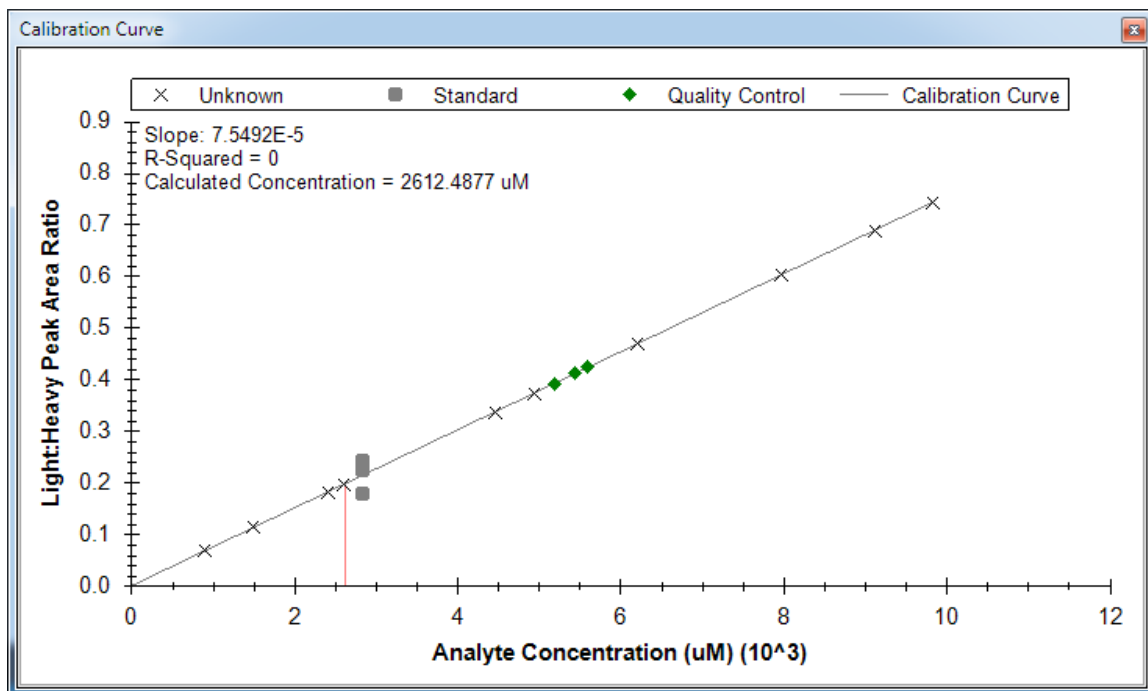 Calibration Curve
Unknown Standard Quality Control Calibration Curve
Slope: 7.5492E-5
R-Squared = 0
Calculated Concentration = 2612.4877 uM
Light:Heavy Peak Area Ratio
0.9
0.8
0.7
0.6
0.5
0.4
0.3
0.2
0.1
0.0
0 2 4 6 8 10 12
Analyte Concentration (uM) (10^3)